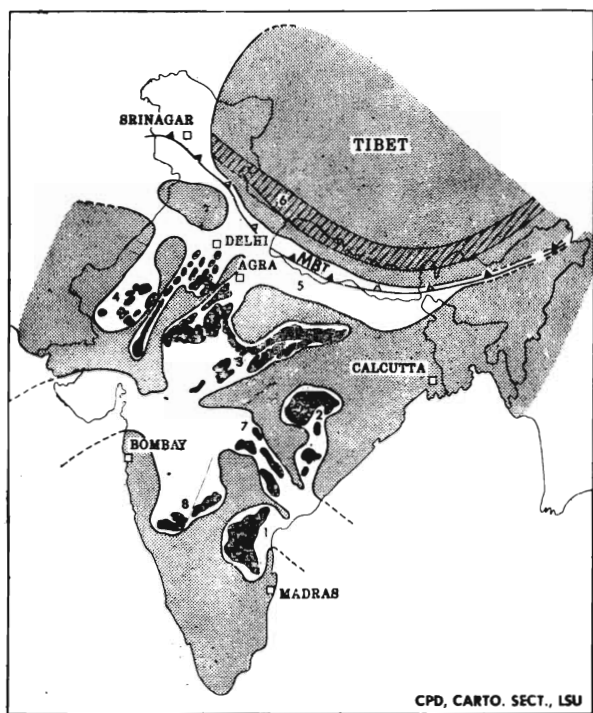 SRINAGAR
TIBET
6
?
DELHI
MBT
AGRA
5
4
3
CALCUTTA
7
2
BOMBAY
8
1
MADRAS
CPD, CARTO. SECT., LSU